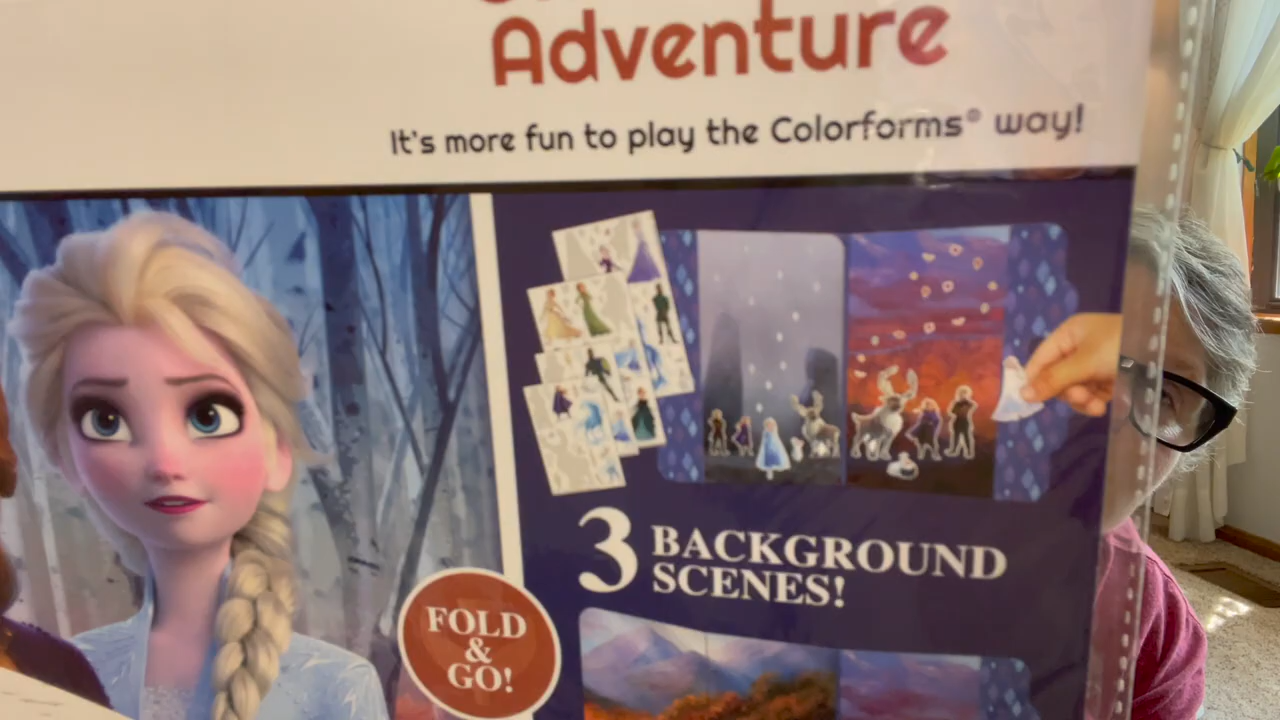 Adventure
It's more fun to play the Colorforms® way!
3 BACKGROUND
SCENES!
FOLD
&
GO!